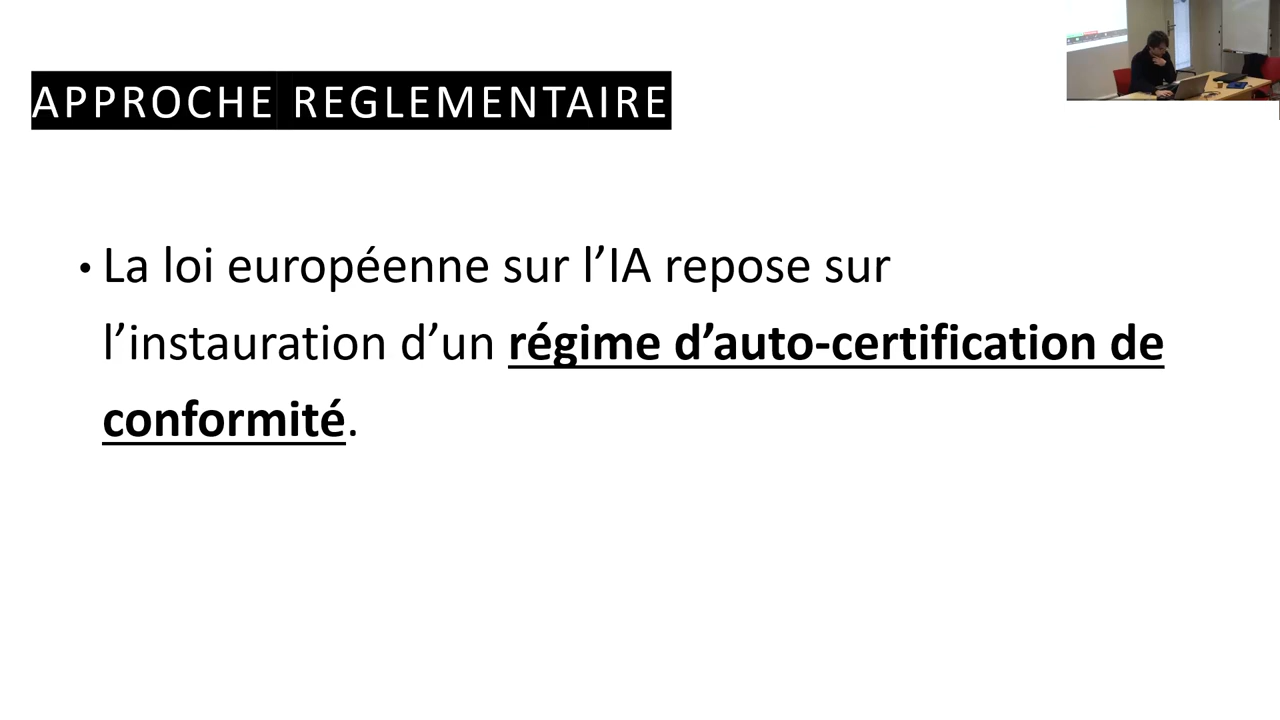 APPROCHE REGLEMENTAIRE
• La loi européenne sur l’IA repose sur
l’instauration d’un régime d’auto-certification de
conformité.